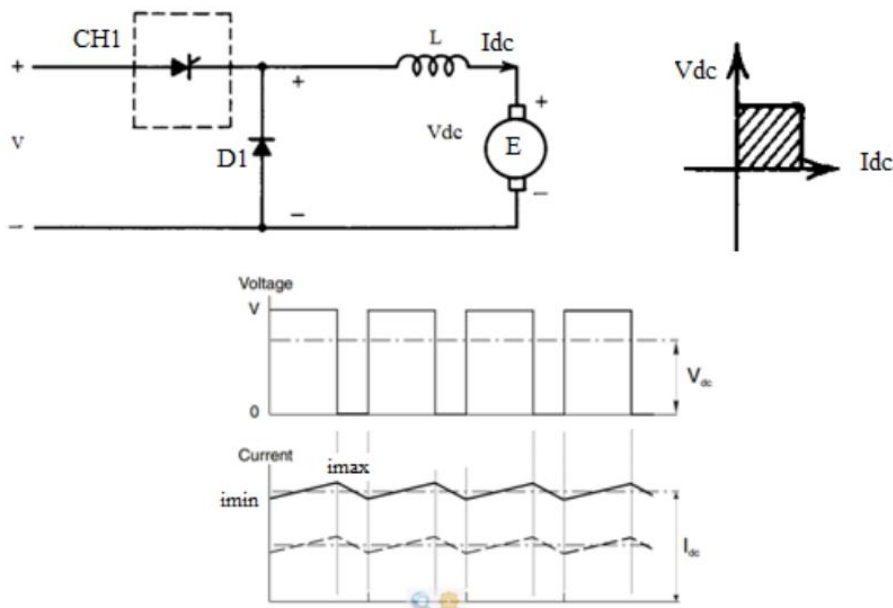 CH1
L
Idc
+
+
+
V
D1
Vdc
E
−
−
−
Vdc
Idc
Voltage
V
0
Vdc
Current
imax
imin
Idc